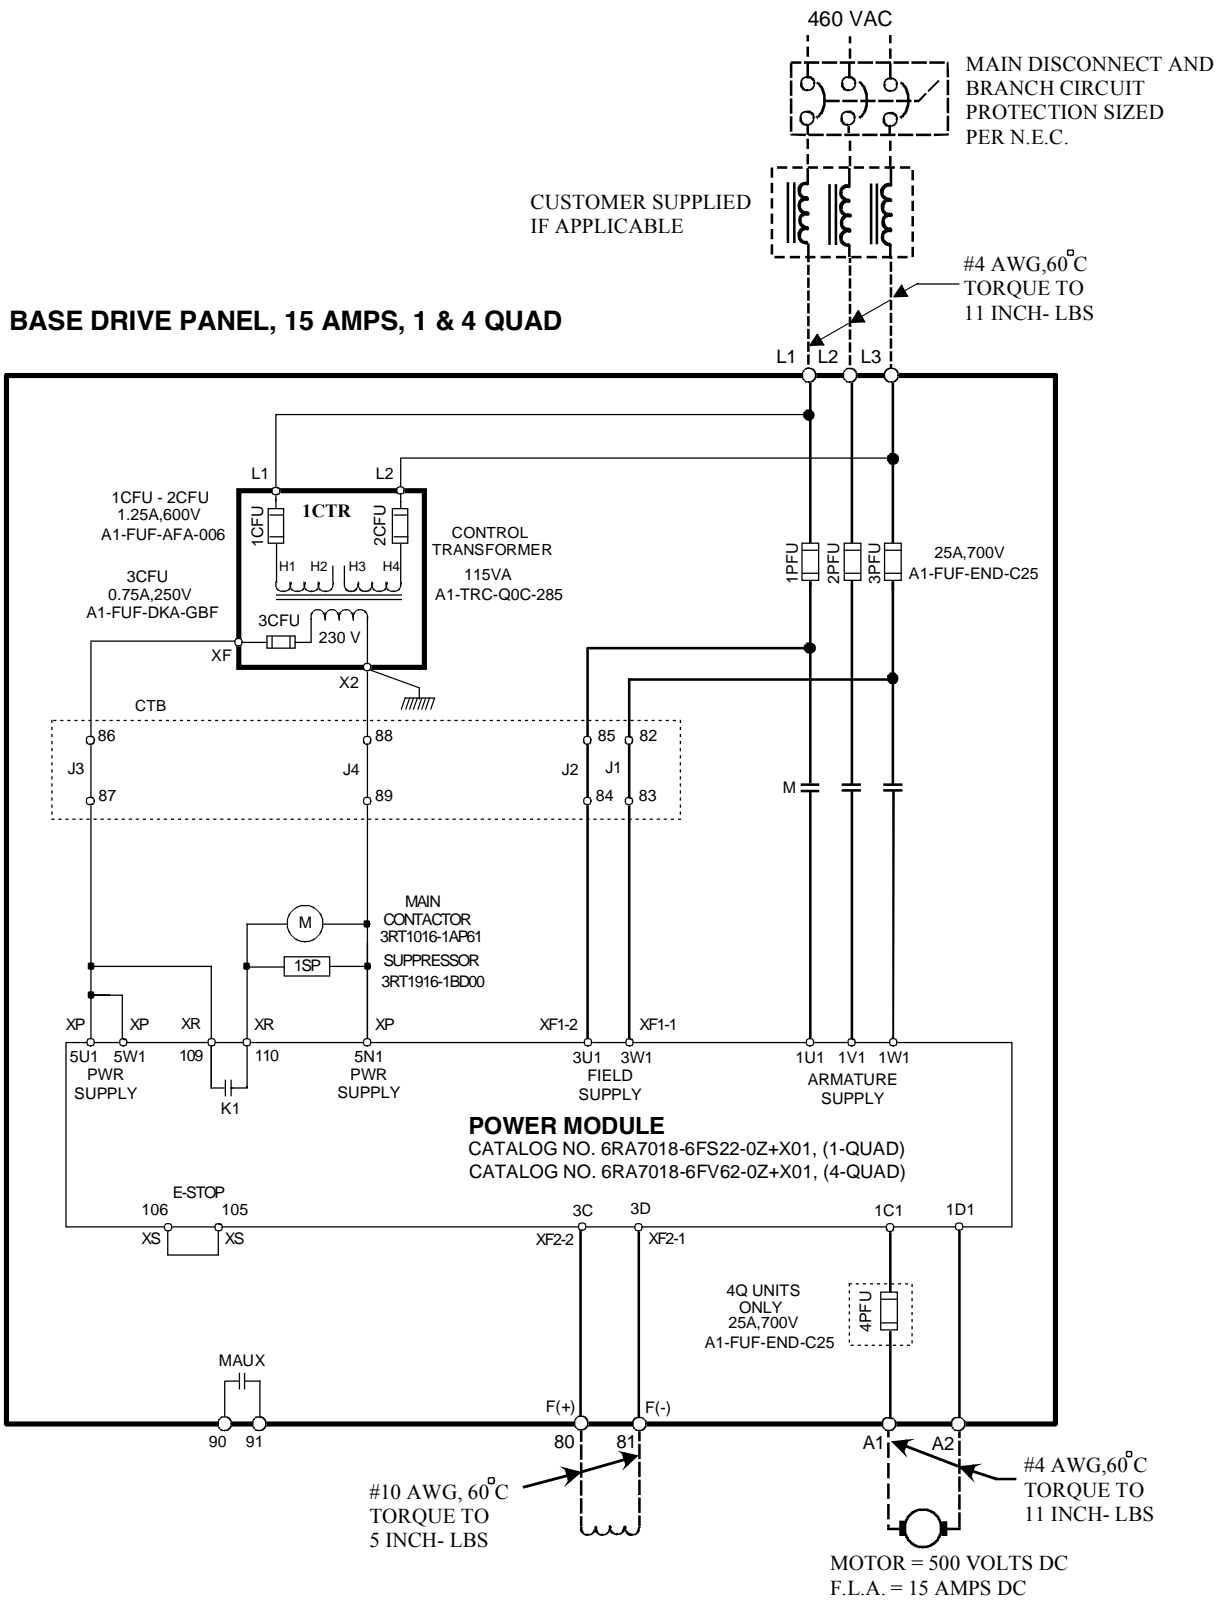 460 VAC
MAIN DISCONNECT AND
BRANCH CIRCUIT
PROTECTION SIZED
PER N.E.C.
CUSTOMER SUPPLIED
IF APPLICABLE
#4 AWG,60°C
TORQUE TO
11 INCH- LBS
BASE DRIVE PANEL, 15 AMPS, 1 & 4 QUAD
L1 L2 L3
L1 L2
1CFU - 2CFU
1.25A,600V
A1-FUF-AFA-006
1CTR
1CFU
2CFU
H1 H2 H3 H4
CONTROL
TRANSFORMER
115VA
A1-TRC-Q0C-285
1PFU
2PFU
3PFU
25A,700V
A1-FUF-END-C25
3CFU
0.75A,250V
A1-FUF-DKA-GBF
3CFU
230 V
XF
X2
CTB
86 88 85 82
J3 J4 J2 J1
87 89 84 83
M
M
MAIN
CONTACTOR
3RT1016-1AP61
1SP
SUPPRESSOR
3RT1916-1BD00
XP XP XR XR XP XF1-2 XF1-1
5U1 5W1 109 110 5N1 3U1 3W1 1U1 1V1 1W1
PWR
SUPPLY
K1
PWR
SUPPLY
FIELD
SUPPLY
ARMATURE
SUPPLY
POWER MODULE
CATALOG NO. 6RA7018-6FS22-0Z+X01, (1-QUAD)
CATALOG NO. 6RA7018-6FV62-0Z+X01, (4-QUAD)
E-STOP
106 105 3C 3D 1C1 1D1
XS XS XF2-2 XF2-1
4Q UNITS
ONLY
25A,700V
A1-FUF-END-C25
4PFU
MAUX
F(+) F(-)
90 91 80 81 A1 A2
#10 AWG, 60°C
TORQUE TO
5 INCH- LBS
#4 AWG,60°C
TORQUE TO
11 INCH- LBS
MOTOR = 500 VOLTS DC
F.L.A. = 15 AMPS DC